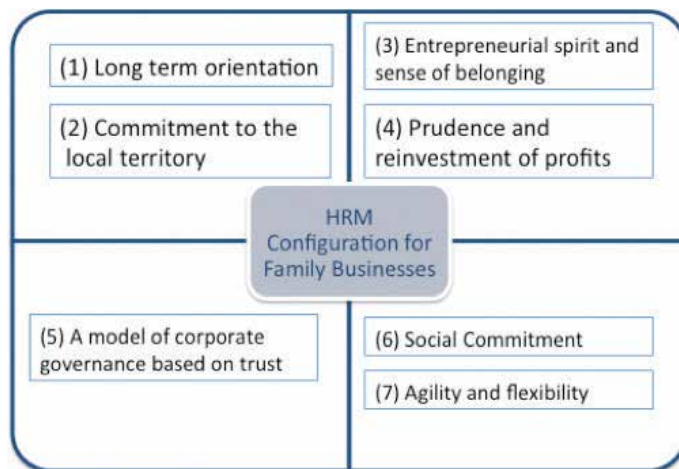 (1) Long term orientation
(2) Commitment to the
local territory
(3) Entrepreneurial spirit and
sense of belonging
(4) Prudence and
reinvestment of profits
HRM
Configuration for
Family Businesses
(5) A model of corporate
governance based on trust
(6) Social Commitment
(7) Agility and flexibility